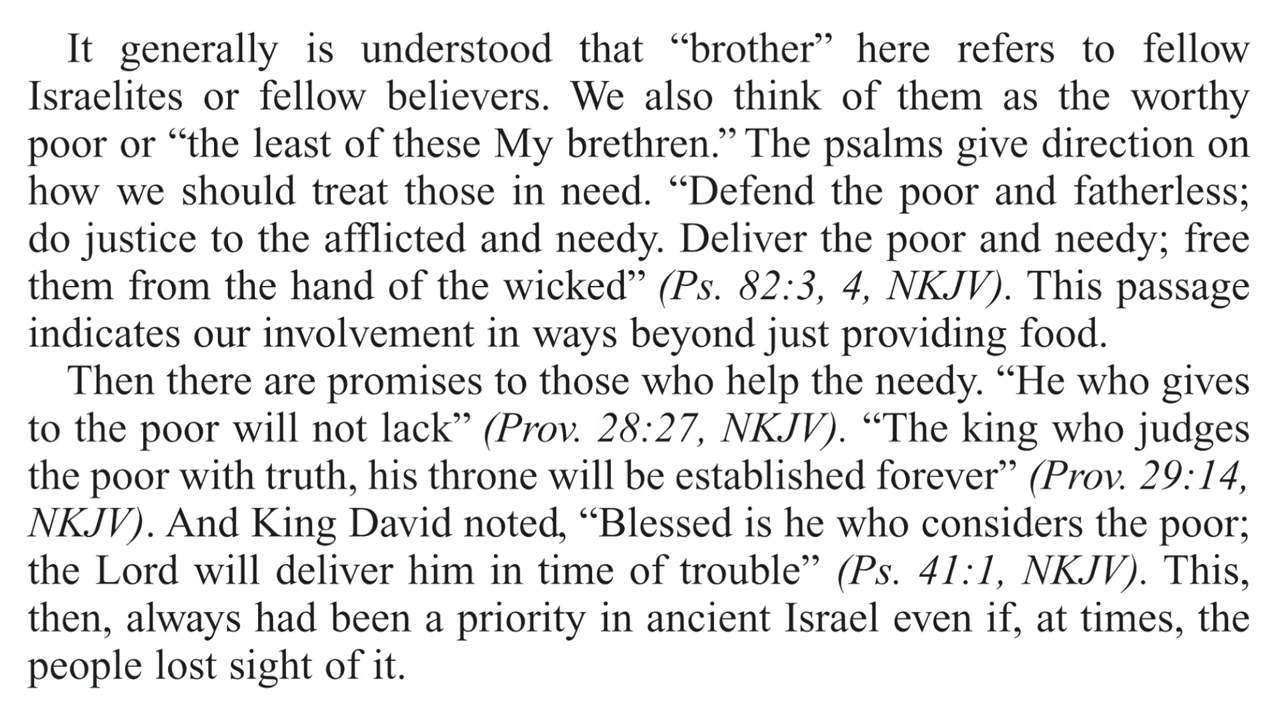 It generally is understood that “brother” here refers to fellow
Israelites or fellow believers. We also think of them as the worthy
poor or “the least of these My brethren.” The psalms give direction on
how we should treat those in need. “Defend the poor and fatherless;
do justice to the afflicted and needy. Deliver the poor and needy; free
them from the hand of the wicked” (Ps. 82:3, 4, NKJV). This passage
indicates our involvement in ways beyond just providing food.
Then there are promises to those who help the needy. “He who gives
to the poor will not lack” (Prov. 28:27, NKJV). “The king who judges
the poor with truth, his throne will be established forever” (Prov. 29:14,
NKJV). And King David noted, “Blessed is he who considers the poor;
the Lord will deliver him in time of trouble” (Ps. 41:1, NKJV). This,
then, always had been a priority in ancient Israel even if, at times, the
people lost sight of it.